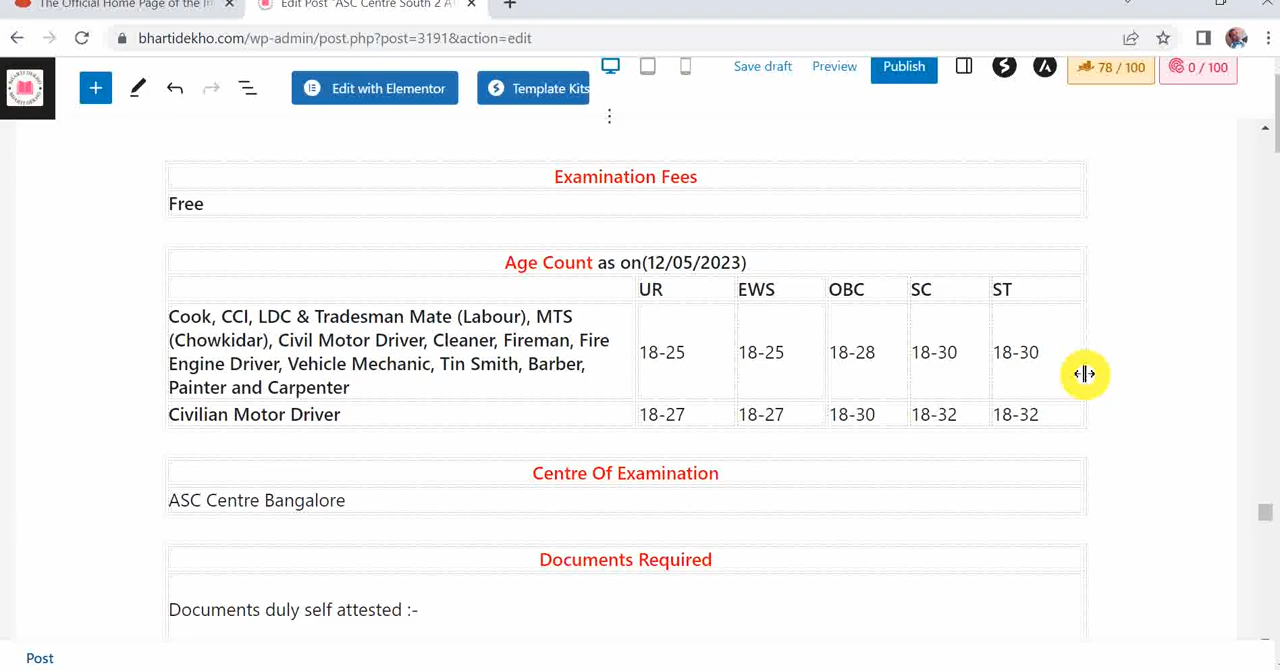 The Official Home Page of the I
Edit Post "ASC Centre South 2 A
bhartidekho.com/wp-admin/post.php?post=3191&action=edit
Edit with Elementor
Template Kits
Save draft
Preview
Publish
78 / 100
0 / 100
Examination Fees
Free
Age Count as on(12/05/2023)
UR EWS OBC SC ST
Cook, CCI, LDC & Tradesman Mate (Labour), MTS
(Chowkidar), Civil Motor Driver, Cleaner, Fireman, Fire
Engine Driver, Vehicle Mechanic, Tin Smith, Barber,
Painter and Carpenter
18-25 18-25 18-28 18-30 18-30
Civilian Motor Driver 18-27 18-27 18-30 18-32 18-32
Centre Of Examination
ASC Centre Bangalore
Documents Required
Documents duly self attested :-
Post